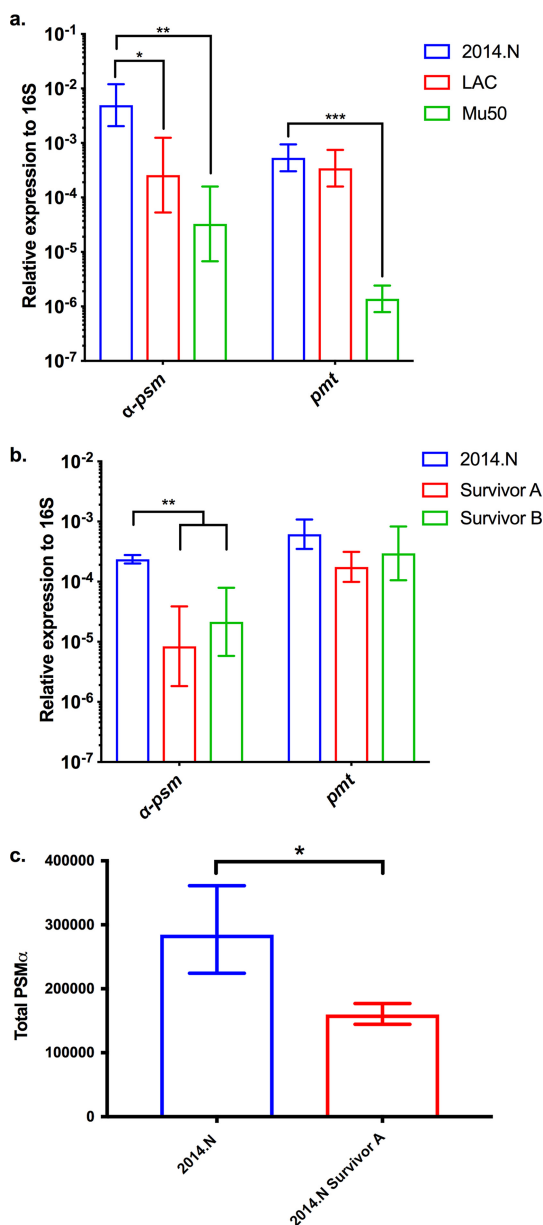 a.
Relative expression to 16S
10⁻¹
10⁻²
10⁻³
10⁻⁴
10⁻⁵
10⁻⁶
10⁻⁷
**
*
***
2014.N
LAC
Mu50
α-psm
pmt
b.
Relative expression to 16S
10⁻²
10⁻³
10⁻⁴
10⁻⁵
10⁻⁶
10⁻⁷
**
2014.N
Survivor A
Survivor B
α-psm
pmt
c.
Total PSMα
400000
300000
200000
100000
0
*
2014.N
2014.N Survivor A